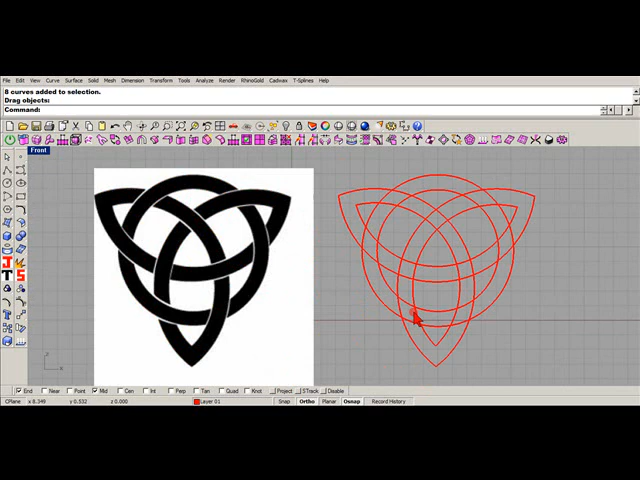 File Edit View Curve Surface Solid Mesh Dimension Transform Tools Analyze Render RhinoGold Cadwax T-Splines Help
8 curves added to selection.
Drag objects:
Command:
Front
End Near Point Mid Cen Int Perp Tan Quad Knot Project STrack Disable
CPlane x 8.349 y 0.532 z 0.000 Layer 01 Snap Ortho Planar Osnap Record History